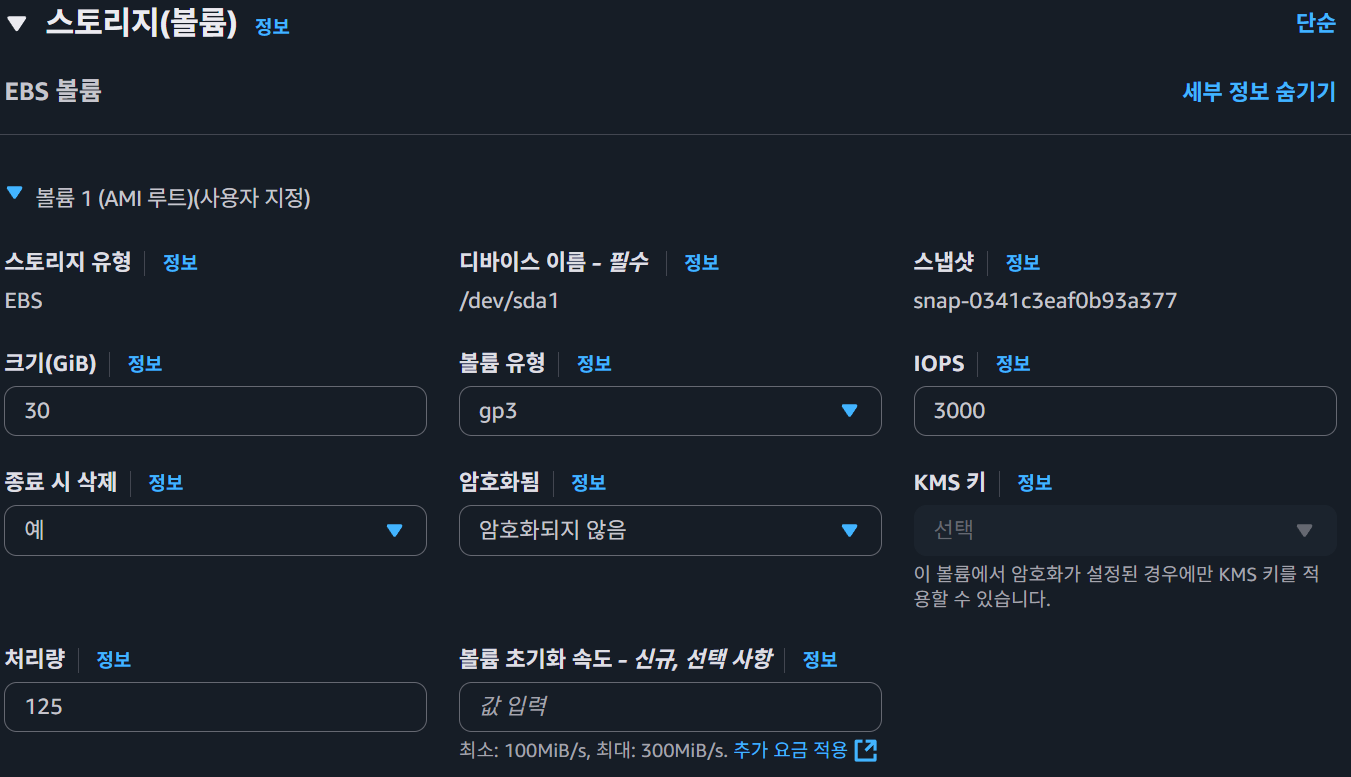 스토리지(볼륨) 정보 단순
EBS 볼륨 세부 정보 숨기기
볼륨 1 (AMI 루트)(사용자 지정)
스토리지 유형 정보 디바이스 이름 - 필수 정보 스냅샷 정보
EBS /dev/sda1 snap-0341c3eaf0b93a377
크기(GiB) 정보 볼륨 유형 정보 IOPS 정보
30 gp3 3000
종료 시 삭제 정보 암호화됨 정보 KMS 키 정보
예 암호화되지 않음 선택
이 볼륨에서 암호화가 설정된 경우에만 KMS 키를 적
용할 수 있습니다.
처리량 정보 볼륨 초기화 속도 - 신규, 선택 사항 정보
125 값 입력
최소: 100MiB/s, 최대: 300MiB/s. 추가 요금 적용